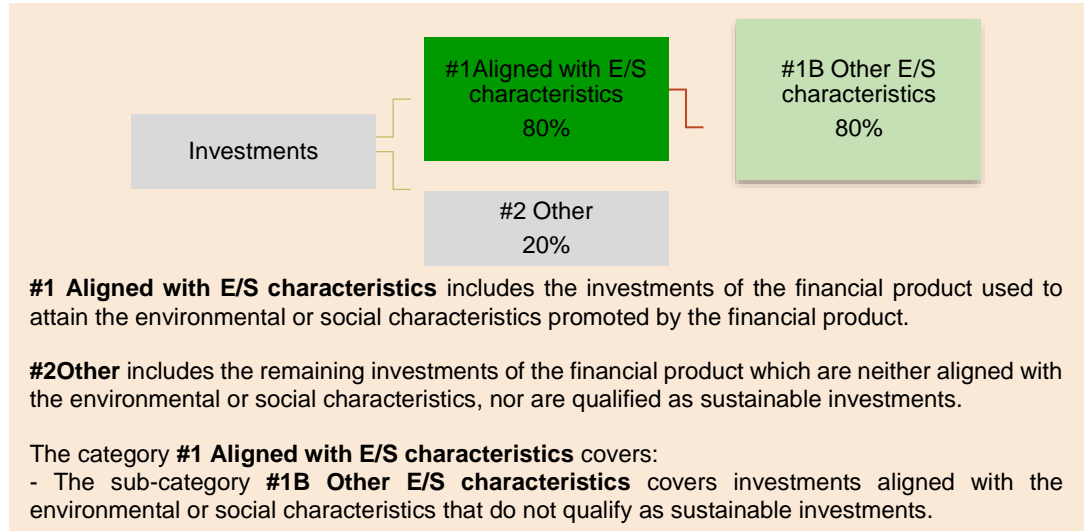 #1Aligned with E/S
characteristics
80%
#1B Other E/S
characteristics
80%
Investments
#2 Other
20%
#1 Aligned with E/S characteristics includes the investments of the financial product used to
attain the environmental or social characteristics promoted by the financial product.
#2Other includes the remaining investments of the financial product which are neither aligned with
the environmental or social characteristics, nor are qualified as sustainable investments.
The category #1 Aligned with E/S characteristics covers:
- The sub-category #1B Other E/S characteristics covers investments aligned with the
environmental or social characteristics that do not qualify as sustainable investments.